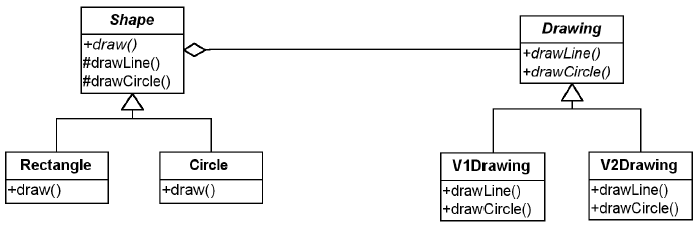 Shape
+draw()
#drawLine()
#drawCircle()
Drawing
+drawLine()
+drawCircle()
Rectangle
+draw()
Circle
+draw()
V1Drawing
+drawLine()
+drawCircle()
V2Drawing
+drawLine()
+drawCircle()